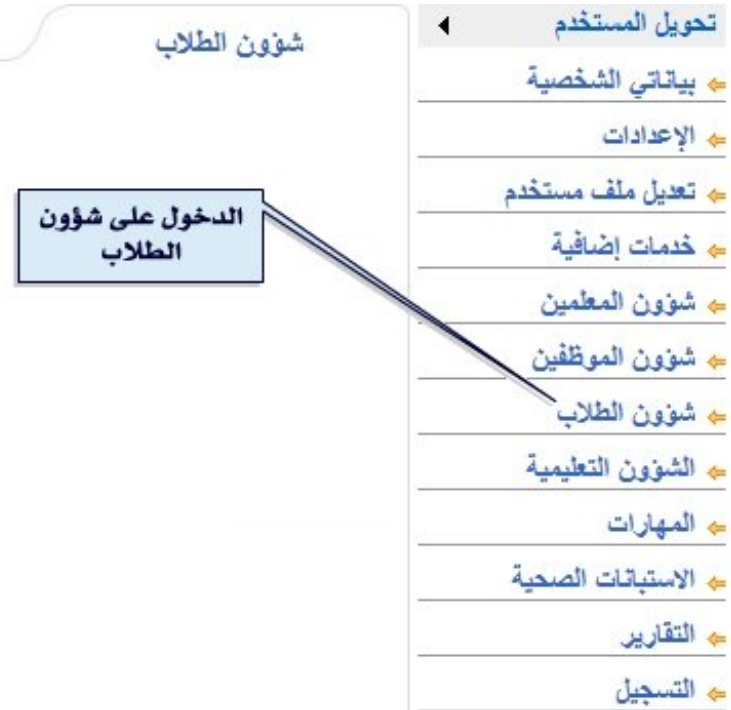 تحويل المستخدم
بياناتي الشخصية
الإعدادات
تعديل ملف مستخدم
خدمات إضافية
شؤون المعلمين
شؤون الموظفين
شؤون الطلاب
الشؤون التعليمية
المهارات
الاستبانات الصحية
التقارير
التسجيل
شؤون الطلاب
الدخول على شؤون
الطلاب